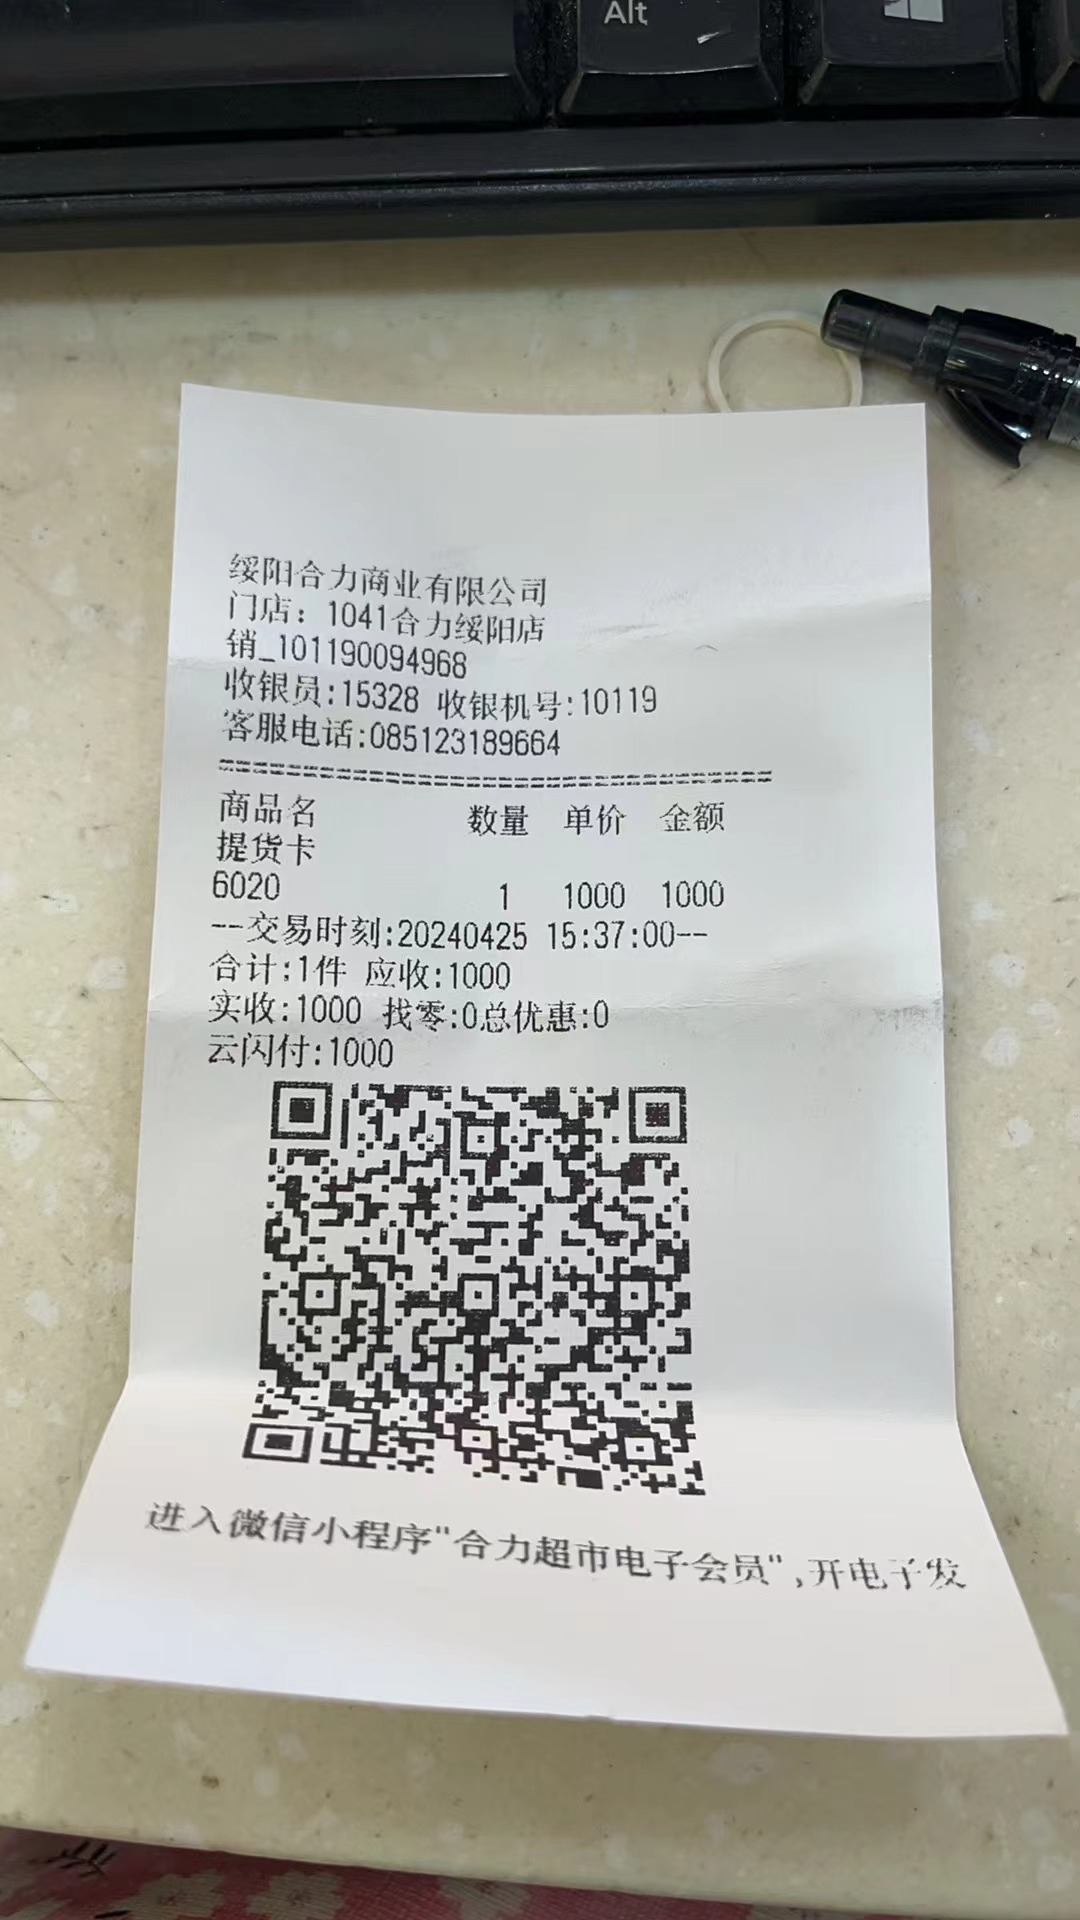 Alt
绥阳合力商业有限公司
门店：1041合力绥阳店
销_101190094968
收银员:15328 收银机号:10119
客服电话:085123189664
商品名 数量 单价 金额
提货卡
6020 1 1000 1000
--交易时刻:20240425 15:37:00--
合计:1件 应收:1000
实收:1000 找零:0总优惠:0
云闪付:1000
进入微信小程序"合力超市电子会员",开电子发